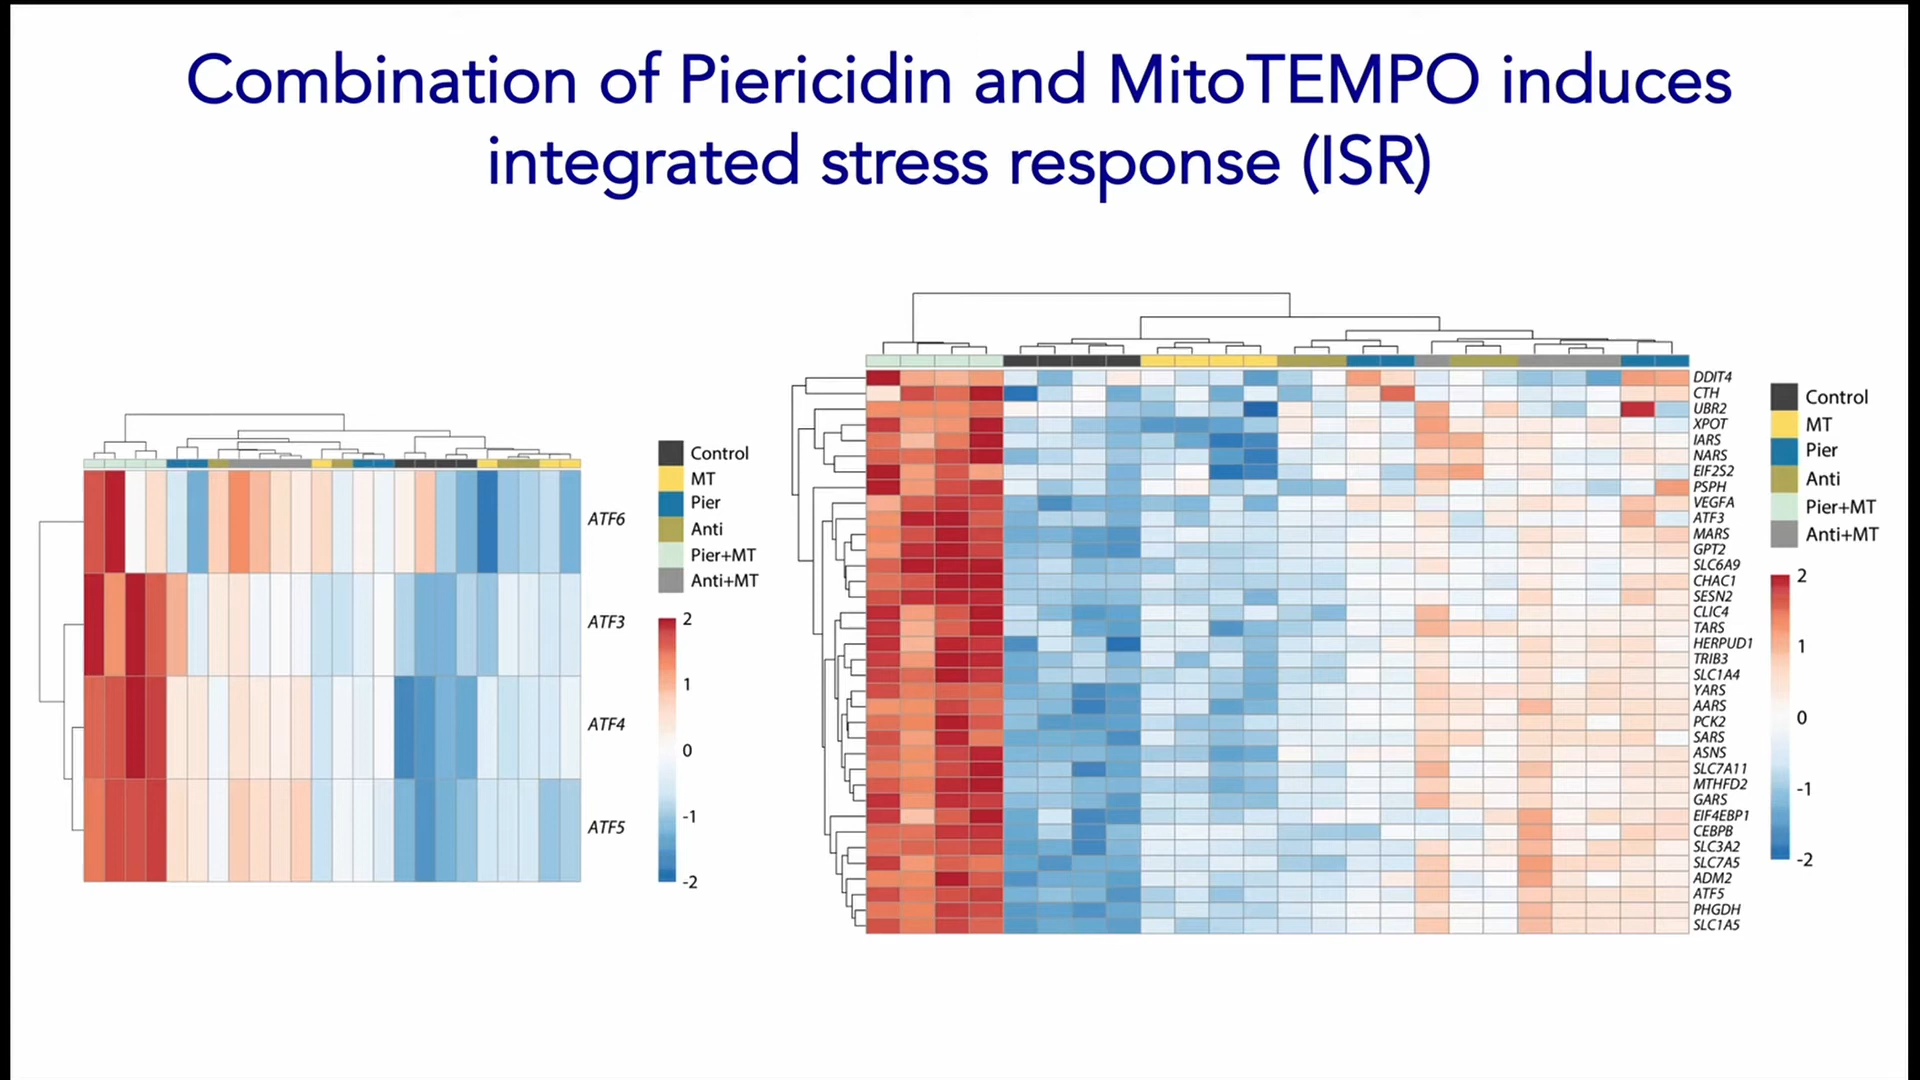 Combination of Piericidin and MitoTEMPO induces
integrated stress response (ISR)
ATF6
ATF3
ATF4
ATF5
Control
MT
Pier
Anti
Pier+MT
Anti+MT
2
1
0
-1
-2
DDIT4
CTH
UBR2
XPOT
IARS
NARS
EIF2S2
PSPH
VEGFA
ATF3
MARS
GPT2
SLC6A9
CHAC1
SESN2
CLIC4
TARS
HERPUD1
TRIB3
SLC1A4
YARS
AARS
PCK2
SARS
ASNS
SLC7A11
MTHFD2
GARS
EIF4EBP1
CEBPB
SLC3A2
SLC7A5
ADM2
ATF5
PHGDH
SLC1A5
Control
MT
Pier
Anti
Pier+MT
Anti+MT
2
1
0
-1
-2